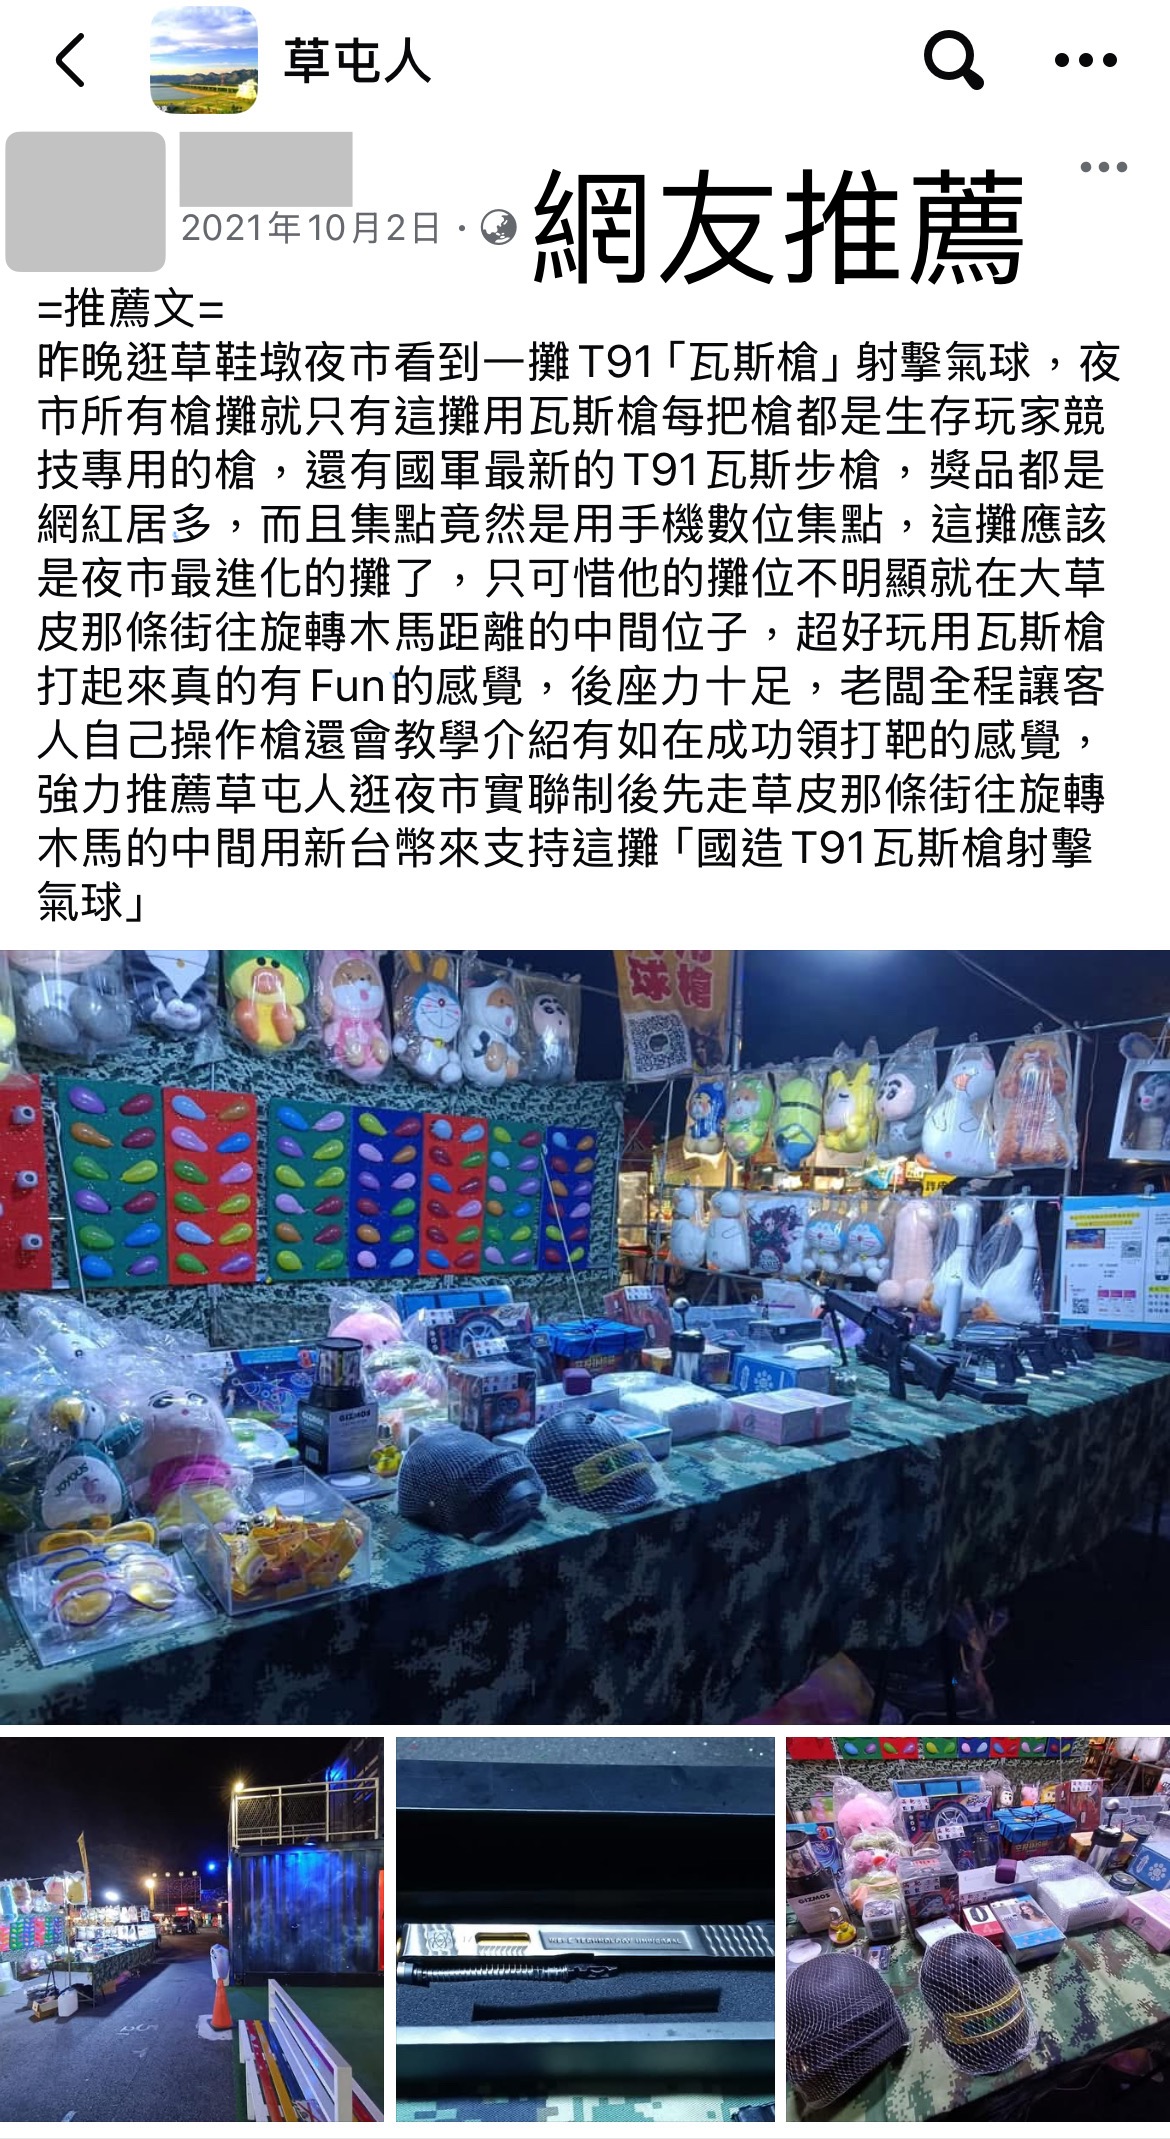 草屯人
2021年10月2日
網友推薦
=推薦文=
昨晚逛草鞋墩夜市看到一攤T91「瓦斯槍」射擊氣球，夜
市所有槍攤就只有這攤用瓦斯槍每把槍都是生存玩家競
技專用的槍，還有國軍最新的T91瓦斯步槍，獎品都是
網紅居多，而且集點竟然是用手機數位集點，這攤應該
是夜市最進化的攤了，只可惜他的攤位不明顯就在大草
皮那條街往旋轉木馬距離的中間位子，超好玩用瓦斯槍
打起來真的有Fun的感覺，後座力十足，老闆全程讓客
人自己操作槍還會教學介紹有如在成功領打靶的感覺，
強力推薦草屯人逛夜市實聯制後先走草皮那條街往旋轉
木馬的中間用新台幣來支持這攤「國造T91瓦斯槍射擊
氣球」
槍
球
GIZMOS
GIZMOS
JOYOUS
GIZMOS